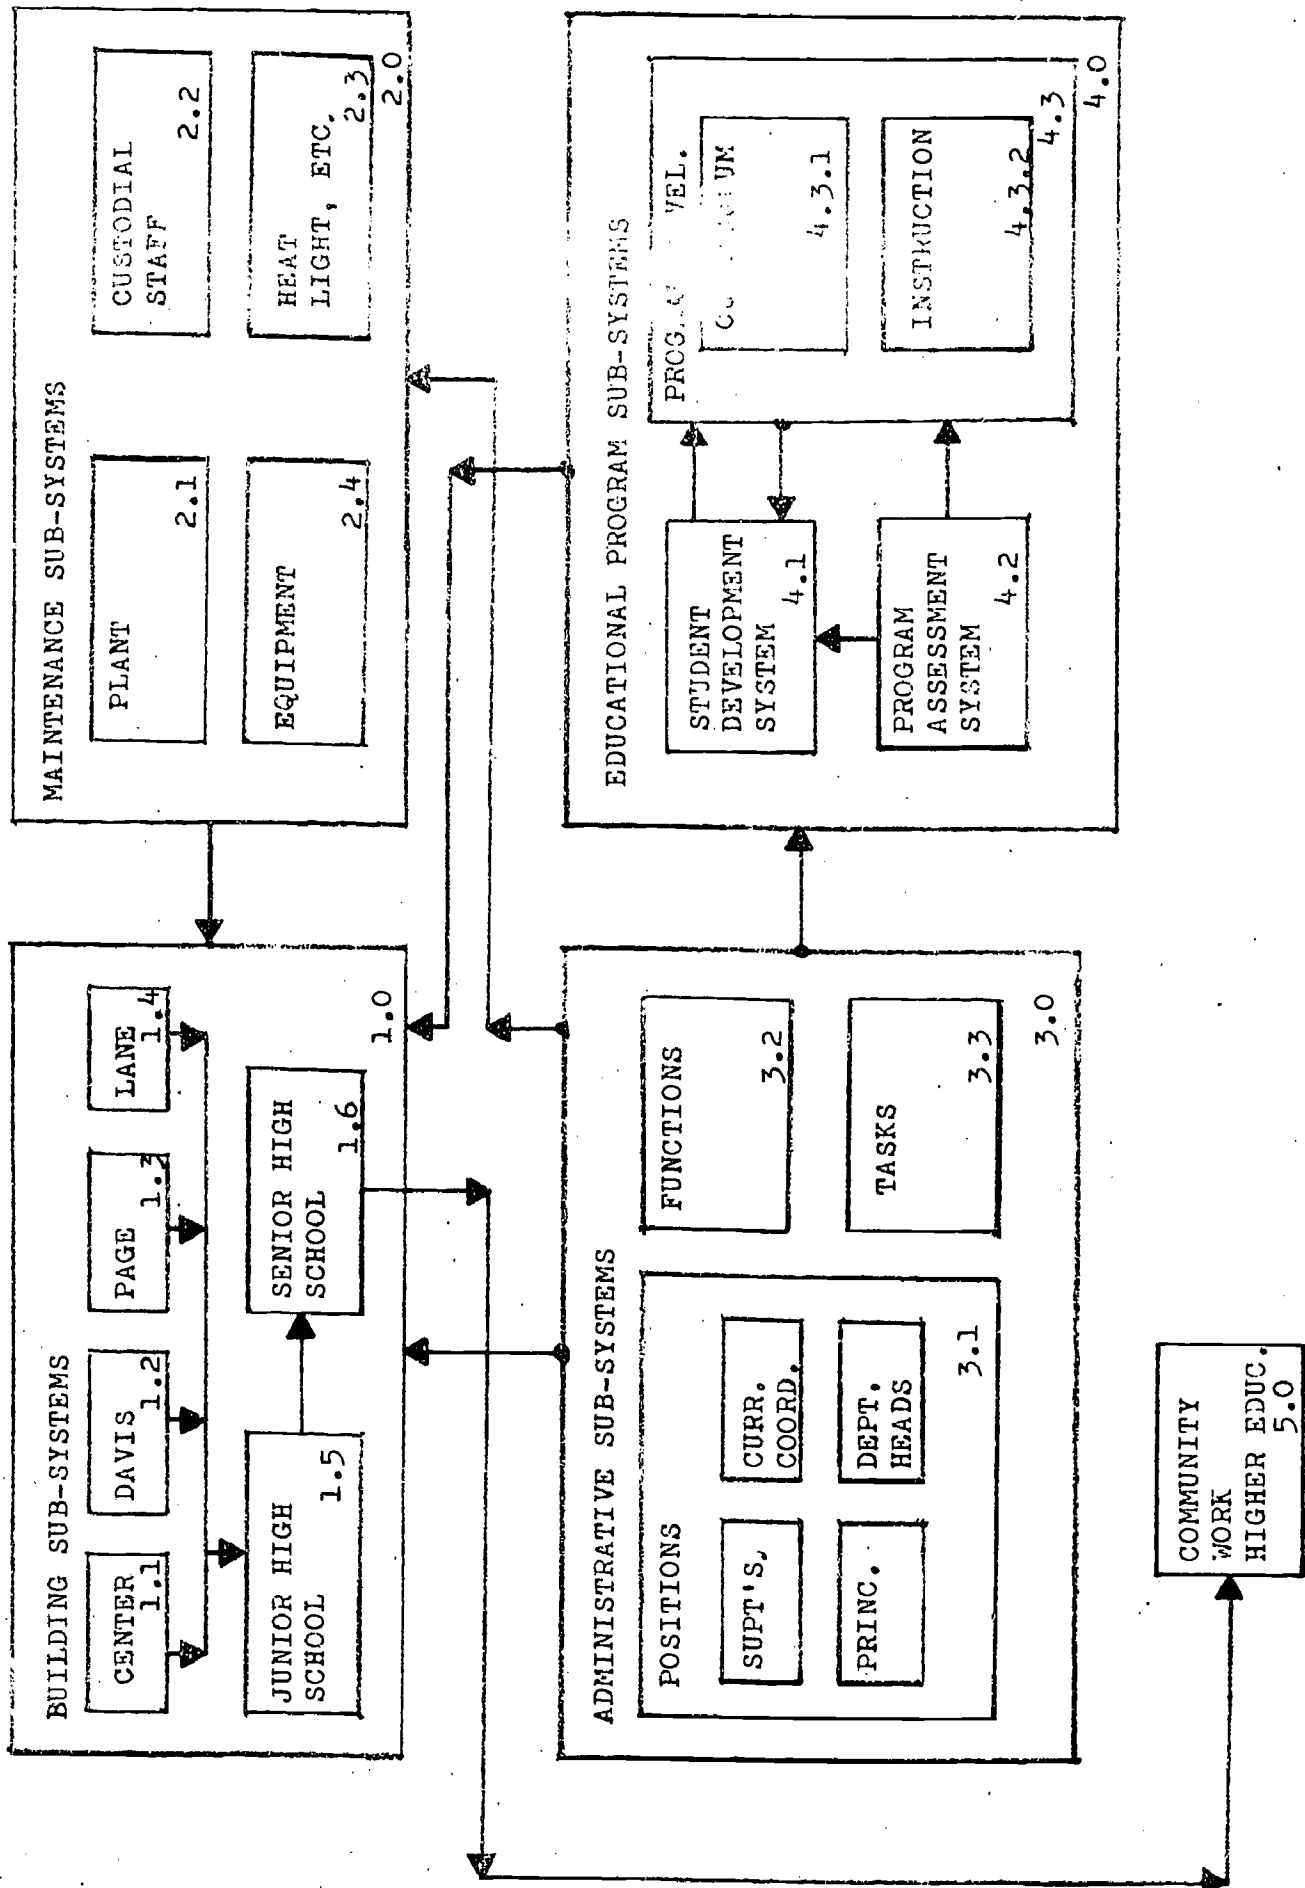 BUILDING SUB-SYSTEMS
CENTER
1.1
DAVIS
1.2
PAGE
LANE
1.4
JUNIOR HIGH
SCHOOL
1.5
SENIOR HIGH
SCHOOL
1.6
1.0
MAINTENANCE SUB-SYSTEMS
PLANT
2.1
CUSTODIAL
STAFF
2.2
EQUIPMENT
2.4
HEAT
LIGHT, ETC.
2.3
2.0
ADMINISTRATIVE SUB-SYSTEMS
POSITIONS
SUPT'S.
CURR.
COORD.
PRINC.
DEPT.
HEADS
3.1
FUNCTIONS
3.2
TASKS
3.3
3.0
EDUCATIONAL PROGRAM SUB-SYSTEMS
STUDENT
DEVELOPMENT
SYSTEM
4.1
PROGRAM
ASSESSMENT
SYSTEM
4.2
4.3.1
INSTRUCTION
4.3.2
4.3
4.0
COMMUNITY
WORK
HIGHER EDUC.
5.0